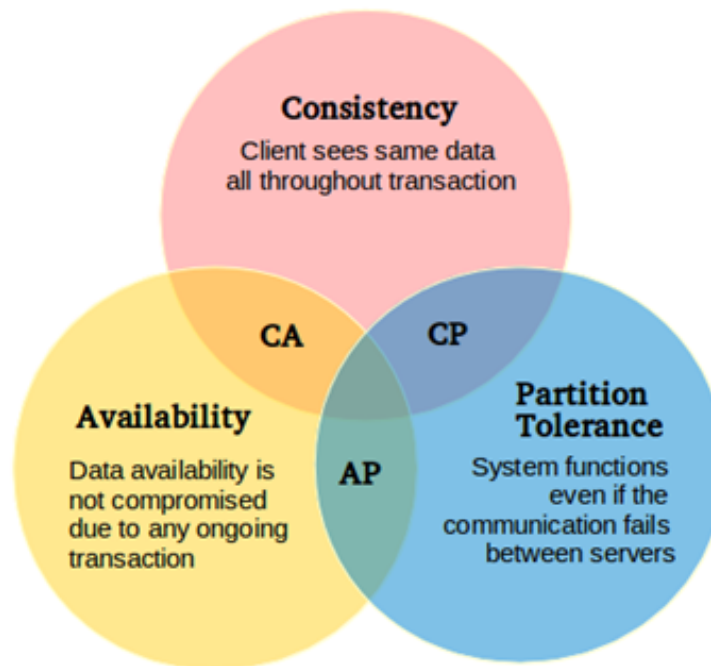 Consistency
Client sees same data
all throughout transaction
CA
CP
Availability
Data availability is
not compromised
due to any ongoing
transaction
AP
Partition
Tolerance
System functions
even if the
communication fails
between servers